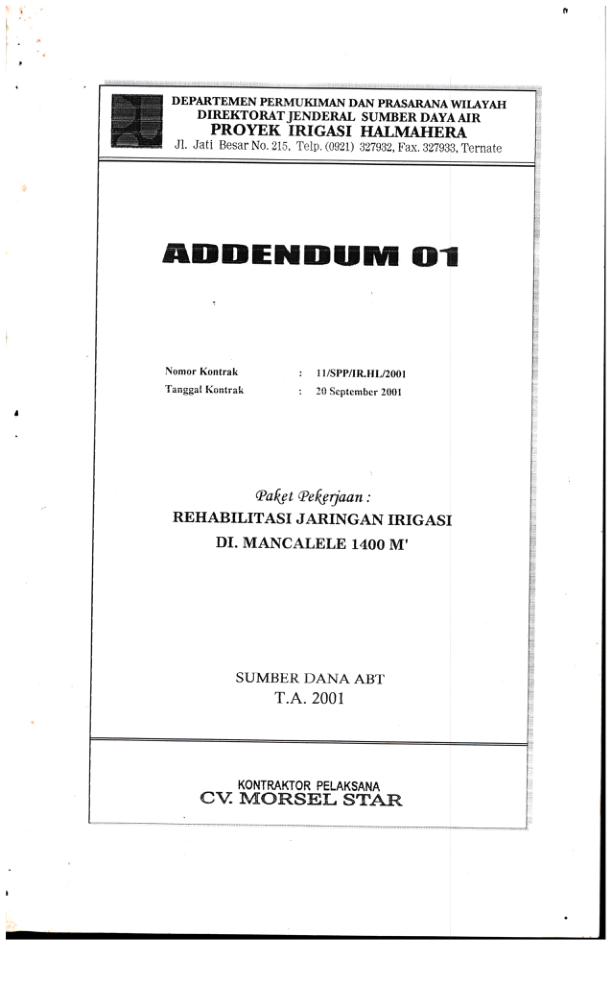 DEPARTEMEN PERMUKIMAN DAN PRASARANA WILAYAH
DIREKTORAT JENDERAL SUMBER DAYA AIR
PROYEK IRIGASI HALMAHERA
Jl. Jati Besar No. 215, Telp. (0921) 327932, Fax. 327933, Ternate
ADDENDUM 01
Nomor Kontrak : 11/SPP/IR.HL/2001
Tanggal Kontrak : 20 September 2001
Paket Pekerjaan :
REHABILITASI JARINGAN IRIGASI
DI. MANCALELE 1400 M'
SUMBER DANA ABT
T.A. 2001
KONTRAKTOR PELAKSANA
CV. MORSEL STAR